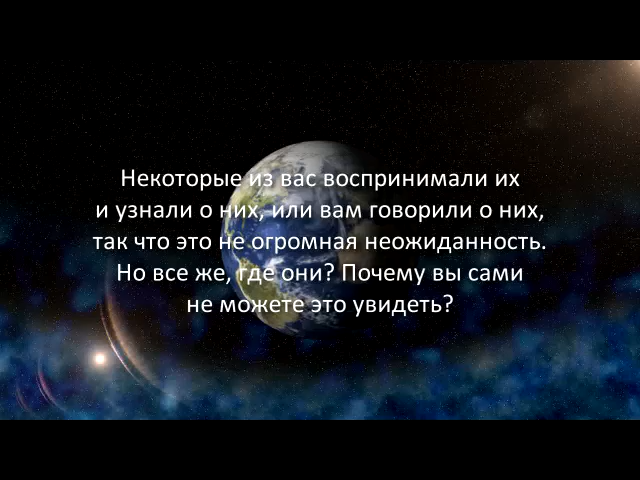 Некоторые из вас воспринимали их
и узнали о них, или вам говорили о них,
так что это не огромная неожиданность.
Но все же, где они? Почему вы сами
не можете это увидеть?